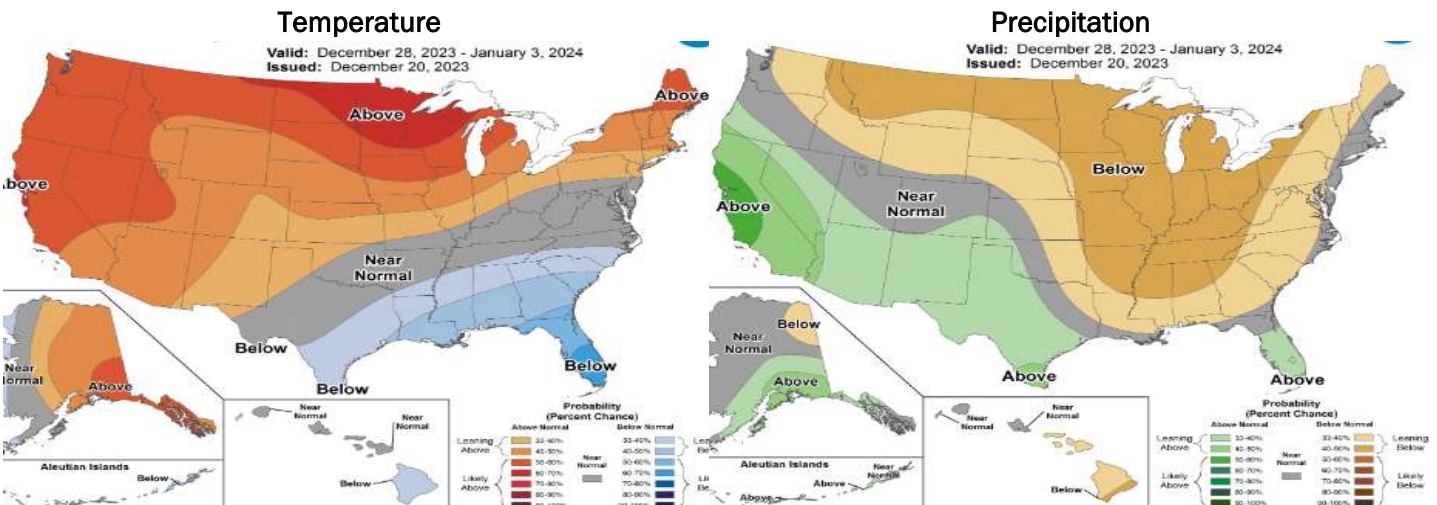 Temperature
Valid: December 28, 2023 - January 3, 2024
Issued: December 20, 2023
Above
Above
Above
Near
Normal
Below
Below
Below
Near
Normal
Above
Aleutian Islands
Below
Near
Normal
Near
Normal
Below
Probability
(Percent Chance)
Above Normal
Below Normal
Leaning
Above
Likely
Above
Near
Normal
33-40%
40-50%
50-60%
60-70%
70-80%
80-90%
90-100%
33-40%
40-50%
50-60%
60-70%
70-80%
80-90%
Precipitation
Valid: December 28, 2023 - January 3, 2024
Issued: December 20, 2023
Above
Near
Normal
Below
Above
Above
Below
Near
Normal
Above
Aleutian Islands
Near
Normal
Above
Above
Near
Normal
Near
Normal
Below
Probability
(Percent Chance)
Above Normal
Below Normal
Leaning
Above
Likely
Above
Near
Normal
Leaning
Below
Likely
Below
33-40%
40-50%
50-60%
60-70%
70-80%
80-90%
90-100%
33-40%
40-50%
50-60%
60-70%
70-80%
80-90%
90-100%